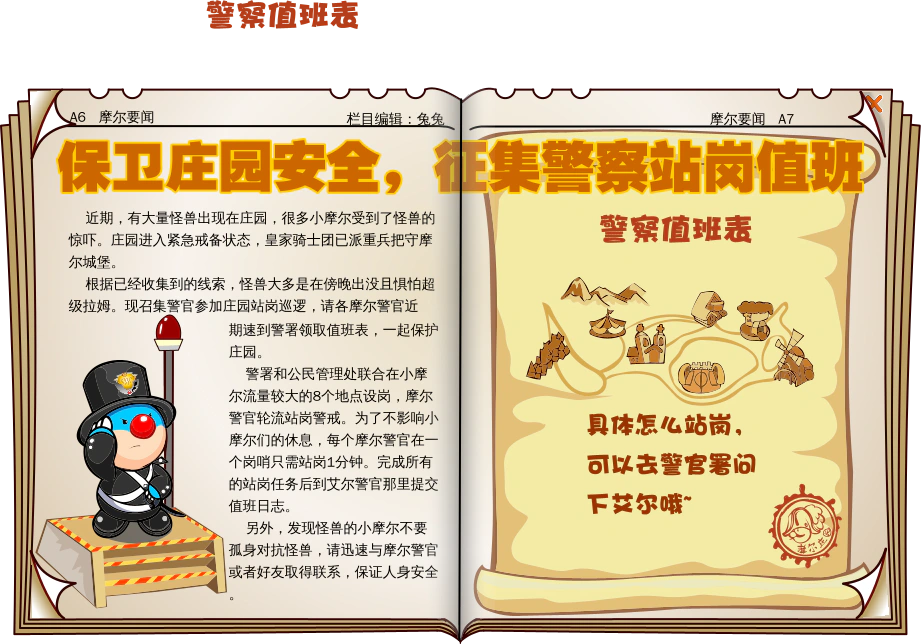 警察值班表
A6 摩尔要闻
栏目编辑：兔兔
摩尔要闻 A7
保卫庄园安全，征集警察站岗值班
近期，有大量怪兽出现在庄园，很多小摩尔受到了怪兽的
惊吓。庄园进入紧急戒备状态，皇家骑士团已派重兵把守摩
尔城堡。
根据已经收集到的线索，怪兽大多是在傍晚出没且惧怕超
级拉姆。现召集警官参加庄园站岗巡逻，请各摩尔警官近
期速到警署领取值班表，一起保护
庄园。
警署和公民管理处联合在小摩
尔流量较大的8个地点设岗，摩尔
警官轮流站岗警戒。为了不影响小
摩尔们的休息，每个摩尔警官在一
个岗哨只需站岗1分钟。完成所有
的站岗任务后到艾尔警官那里提交
值班日志。
另外，发现怪兽的小摩尔不要
孤身对抗怪兽，请迅速与摩尔警官
或者好友取得联系，保证人身安全
。
警察值班表
具体怎么站岗，
可以去警官署问
下艾尔哦~
摩尔庄园